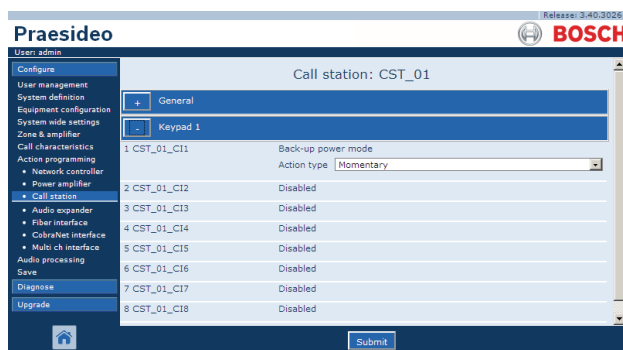 Release: 3.40.3026
Praesideo
BOSCH
User: admin
Configure
User management
System definition
Equipment configuration
System wide settings
Zone & amplifier
Call characteristics
Action programming
• Network controller
• Power amplifier
• Call station
• Audio expander
• Fiber interface
• CobraNet interface
• Multi ch interface
Audio processing
Save
Diagnose
Upgrade
Call station: CST_01
+ General
- Keypad 1
1 CST_01_CI1 Back-up power mode
Action type Momentary
2 CST_01_CI2 Disabled
3 CST_01_CI3 Disabled
4 CST_01_CI4 Disabled
5 CST_01_CI5 Disabled
6 CST_01_CI6 Disabled
7 CST_01_CI7 Disabled
8 CST_01_CI8 Disabled
Submit